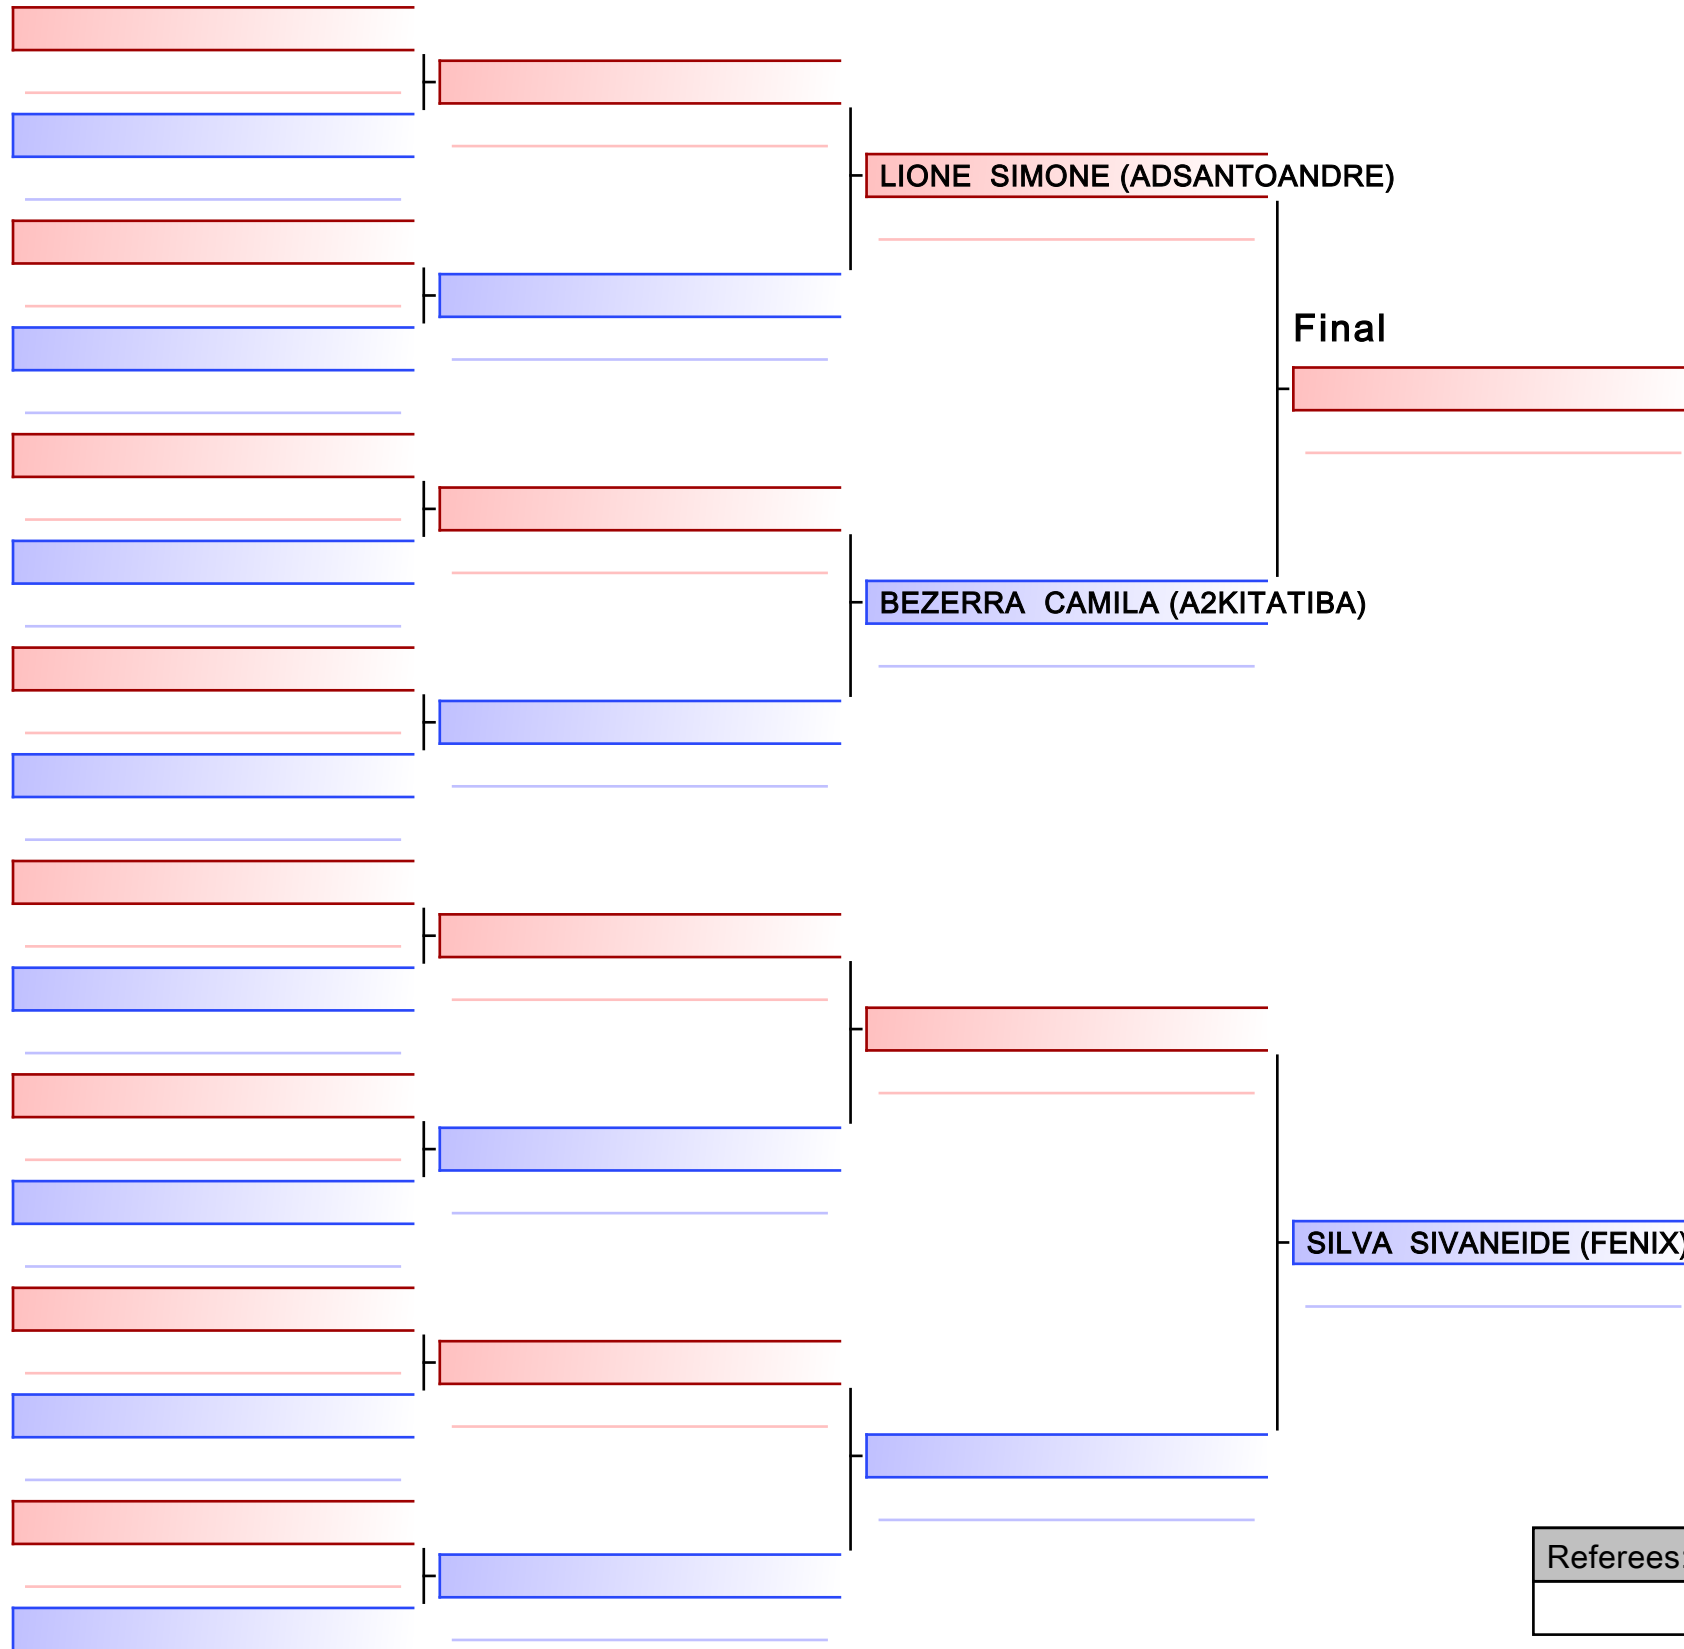 LIONE SIMONE (ADSANTOANDRE)
Final
BEZERRA CAMILA (A2KITATIBA)
SILVA SIVANEIDE (FENIX)
Referees: